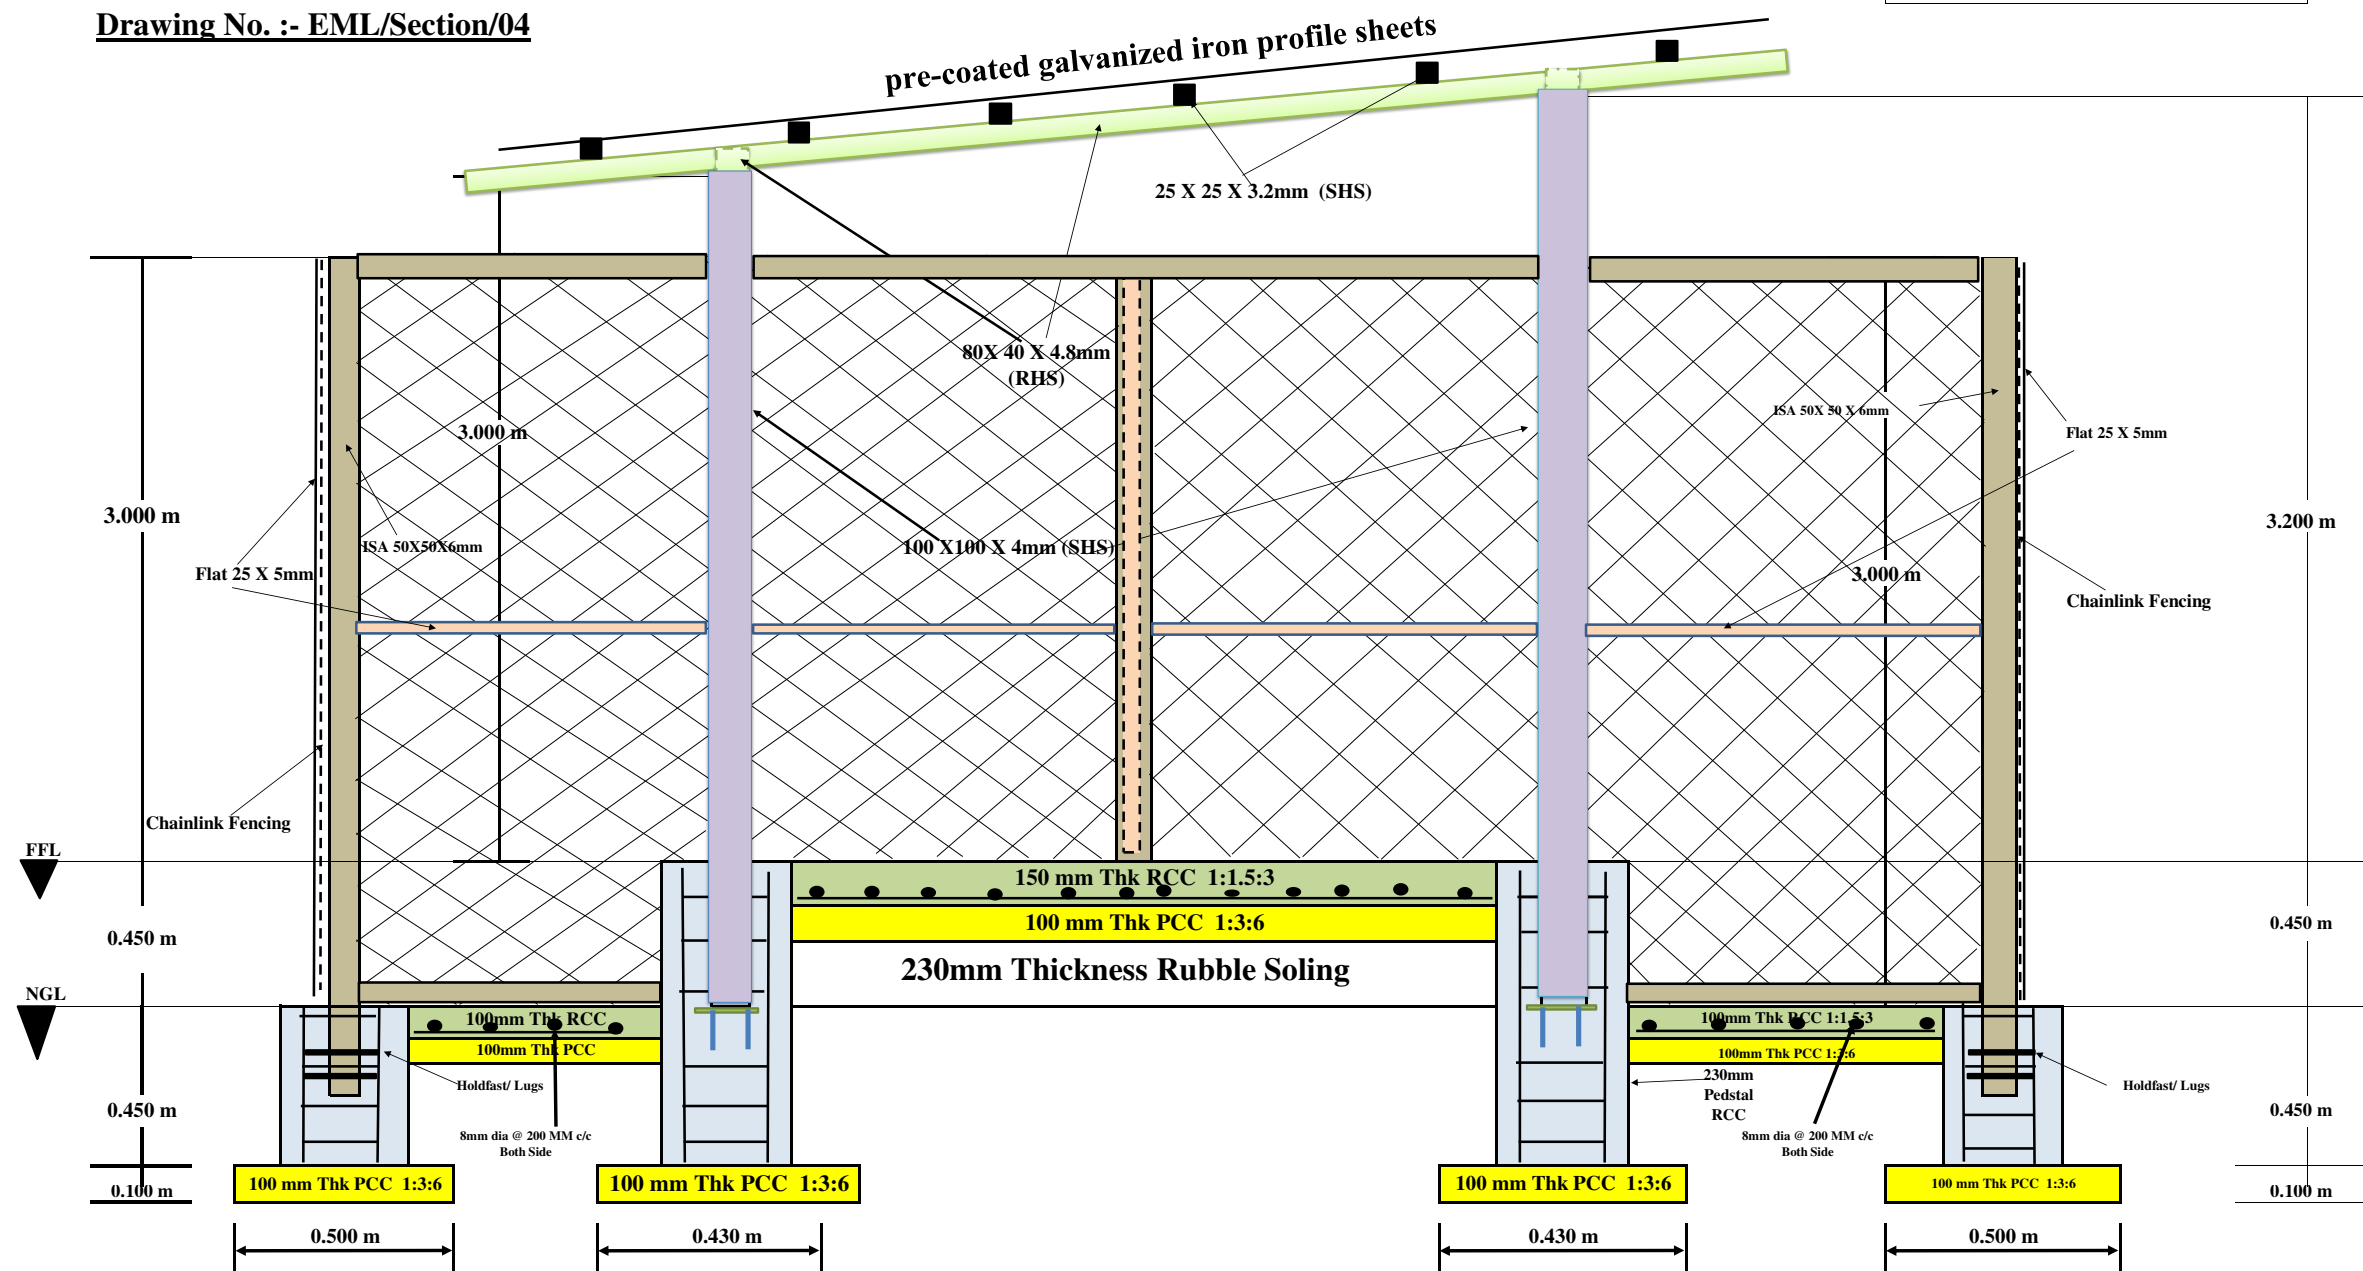 Drawing No. :- EML/Section/04
pre-coated galvanized iron profile sheets
25 X 25 X 3.2mm  (SHS)
80X 40 X 4.8mm
(RHS)
3.000 m
ISA 50X 50 X 6mm
Flat 25 X 5mm
3.000 m
3.200 m
ISA 50X50X6mm
100 X100 X 4mm (SHS)
Flat 25 X 5mm
3.000 m
Chainlink Fencing
Chainlink Fencing
FFL
150 mm Thk RCC  1:1.5:3
100 mm Thk PCC  1:3:6
0.450 m
0.450 m
230mm Thickness Rubble Soling
NGL
100mm Thk RCC
100mm Thk RCC 1:1.5:3
100mm Thk PCC
100mm Thk PCC 1:3:6
Holdfast/ Lugs
230mm
Pedstal
RCC
Holdfast/ Lugs
0.450 m
0.450 m
8mm dia @ 200 MM c/c
Both Side
8mm dia @ 200 MM c/c
Both Side
0.100 m
100 mm Thk PCC  1:3:6
100 mm Thk PCC  1:3:6
100 mm Thk PCC  1:3:6
100 mm Thk PCC  1:3:6
0.100 m
0.500 m
0.430 m
0.430 m
0.500 m